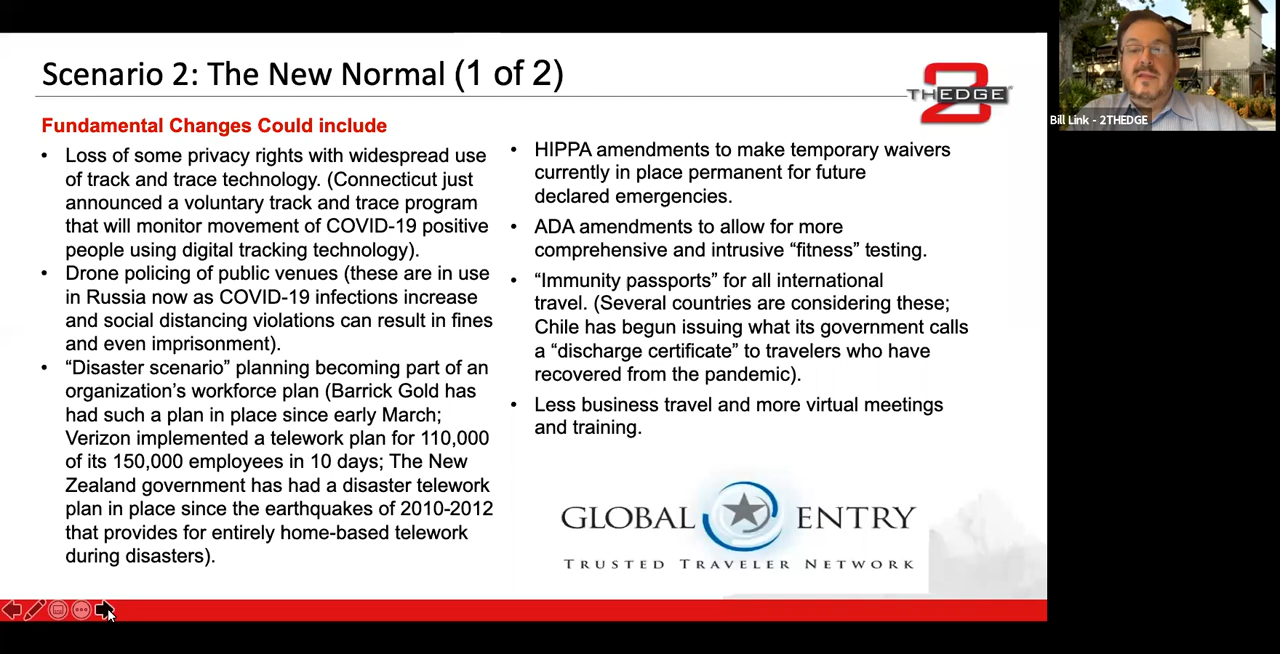 Scenario 2: The New Normal (1 of 2)
THEDGE
2
Fundamental Changes Could include
• Loss of some privacy rights with widespread use
of track and trace technology. (Connecticut just
announced a voluntary track and trace program
that will monitor movement of COVID-19 positive
people using digital tracking technology).
• Drone policing of public venues (these are in use
in Russia now as COVID-19 infections increase
and social distancing violations can result in fines
and even imprisonment).
• “Disaster scenario” planning becoming part of an
organization’s workforce plan (Barrick Gold has
had such a plan in place since early March;
Verizon implemented a telework plan for 110,000
of its 150,000 employees in 10 days; The New
Zealand government has had a disaster telework
plan in place since the earthquakes of 2010-2012
that provides for entirely home-based telework
during disasters).
• HIPPA amendments to make temporary waivers
currently in place permanent for future
declared emergencies.
• ADA amendments to allow for more
comprehensive and intrusive “fitness” testing.
• “Immunity passports” for all international
travel. (Several countries are considering these;
Chile has begun issuing what its government calls
a “discharge certificate” to travelers who have
recovered from the pandemic).
• Less business travel and more virtual meetings
and training.
GLOBAL ENTRY
TRUSTED TRAVELER NETWORK
Bill Link - 2THEDGE